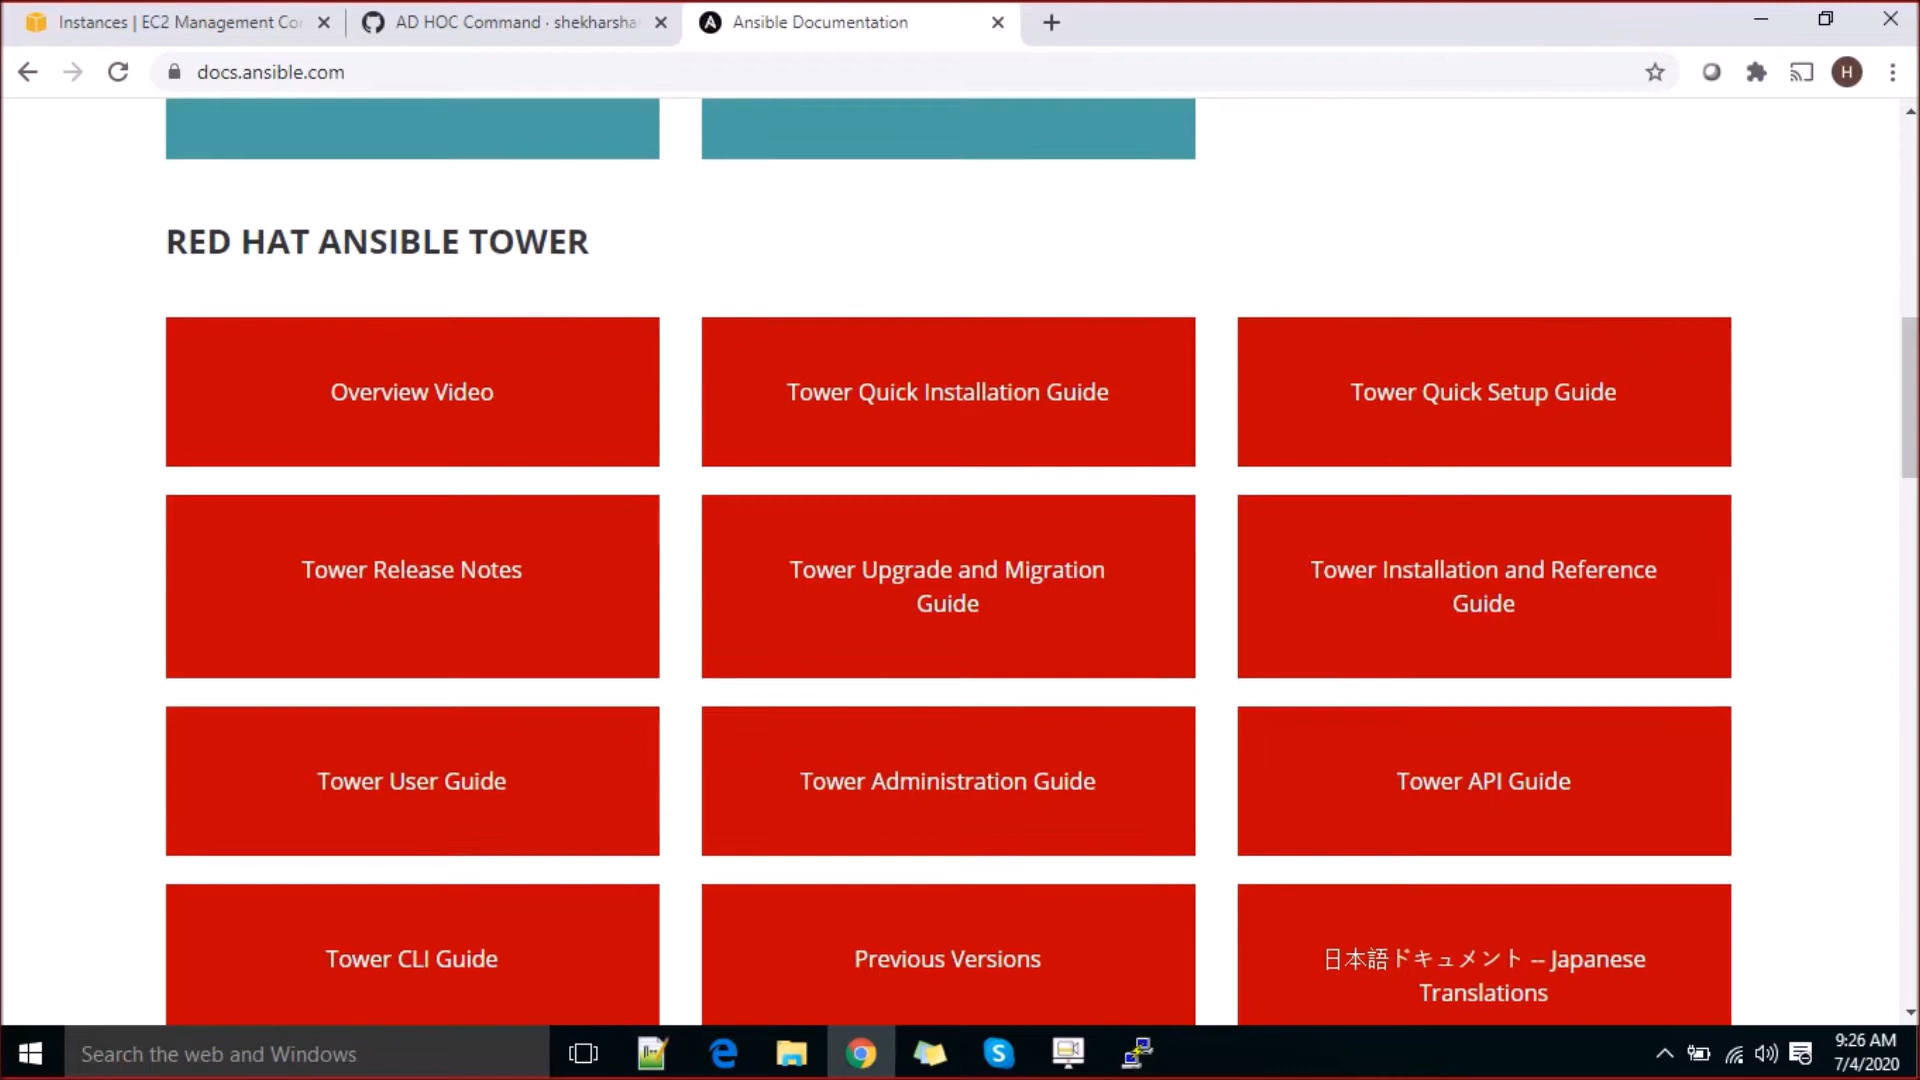 Instances | EC2 Management Co
AD HOC Command · shekharsha
Ansible Documentation
docs.ansible.com
H
RED HAT ANSIBLE TOWER
Overview Video
Tower Quick Installation Guide
Tower Quick Setup Guide
Tower Release Notes
Tower Upgrade and Migration
Guide
Tower Installation and Reference
Guide
Tower User Guide
Tower Administration Guide
Tower API Guide
Tower CLI Guide
Previous Versions
日本語ドキュメント -- Japanese
Translations
Search the web and Windows
9:26 AM
7/4/2020